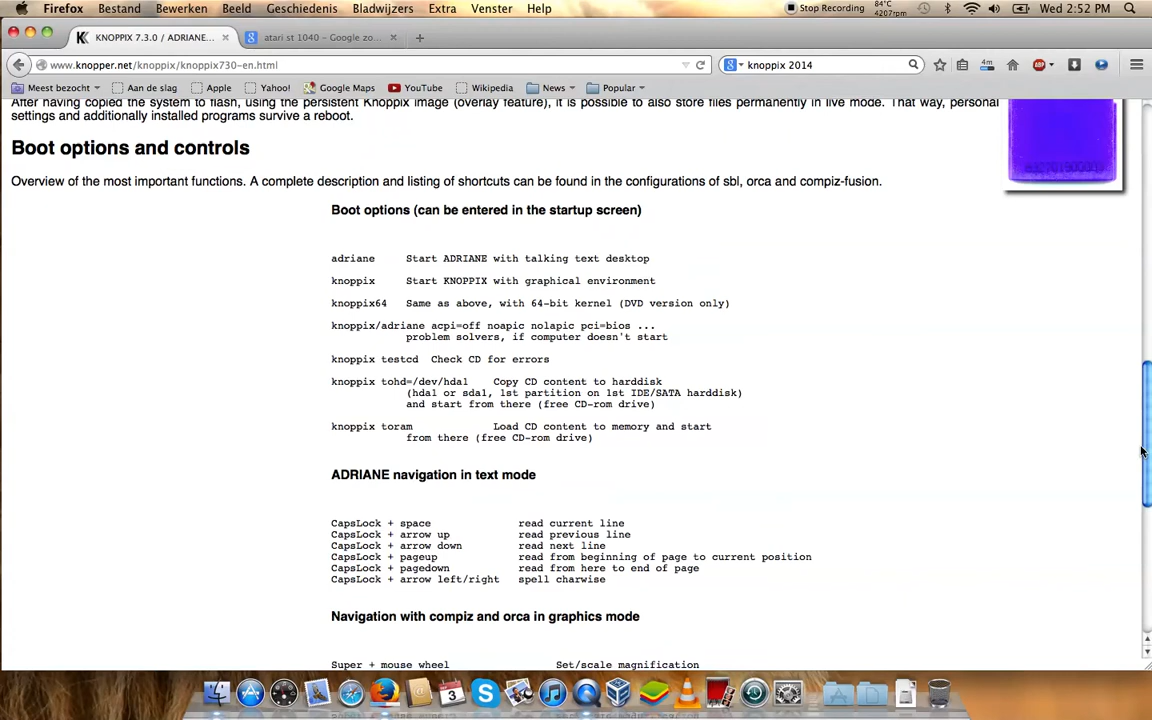 Firefox Bestand Bewerken Beeld Geschiedenis Bladwijzers Extra Venster Help Stop Recording 84°C 4207rpm Wed 2:52 PM
KNOPPIX 7.3.0 / ADRIANE... atari st 1040 - Google zo...
www.knopper.net/knoppix/knoppix730-en.html knoppix 2014
Meest bezocht Aan de slag Apple Yahoo! Google Maps YouTube Wikipedia News Populair
After having copied the system to flash, using the persistent Knoppix image (overlay feature), it is possible to also store files permanently in live mode. That way, personal
settings and additionally installed programs survive a reboot.
Boot options and controls
Overview of the most important functions. A complete description and listing of shortcuts can be found in the configurations of sbl, orca and compiz-fusion.
Boot options (can be entered in the startup screen)
adriane Start ADRIANE with talking text desktop
knoppix Start KNOPPIX with graphical environment
knoppix64 Same as above, with 64-bit kernel (DVD version only)
knoppix/adriane acpi=off noapic nolapic pci=bios ...
problem solvers, if computer doesn't start
knoppix testcd Check CD for errors
knoppix tohd=/dev/hda1 Copy CD content to harddisk
(hda1 or sda1, 1st partition on 1st IDE/SATA harddisk)
and start from there (free CD-rom drive)
knoppix toram Load CD content to memory and start
from there (free CD-rom drive)
ADRIANE navigation in text mode
CapsLock + space read current line
CapsLock + arrow up read previous line
CapsLock + arrow down read next line
CapsLock + pageup read from beginning of page to current position
CapsLock + pagedown read from here to end of page
CapsLock + arrow left/right spell charwise
Navigation with compiz and orca in graphics mode
Super + mouse wheel Set/scale magnification